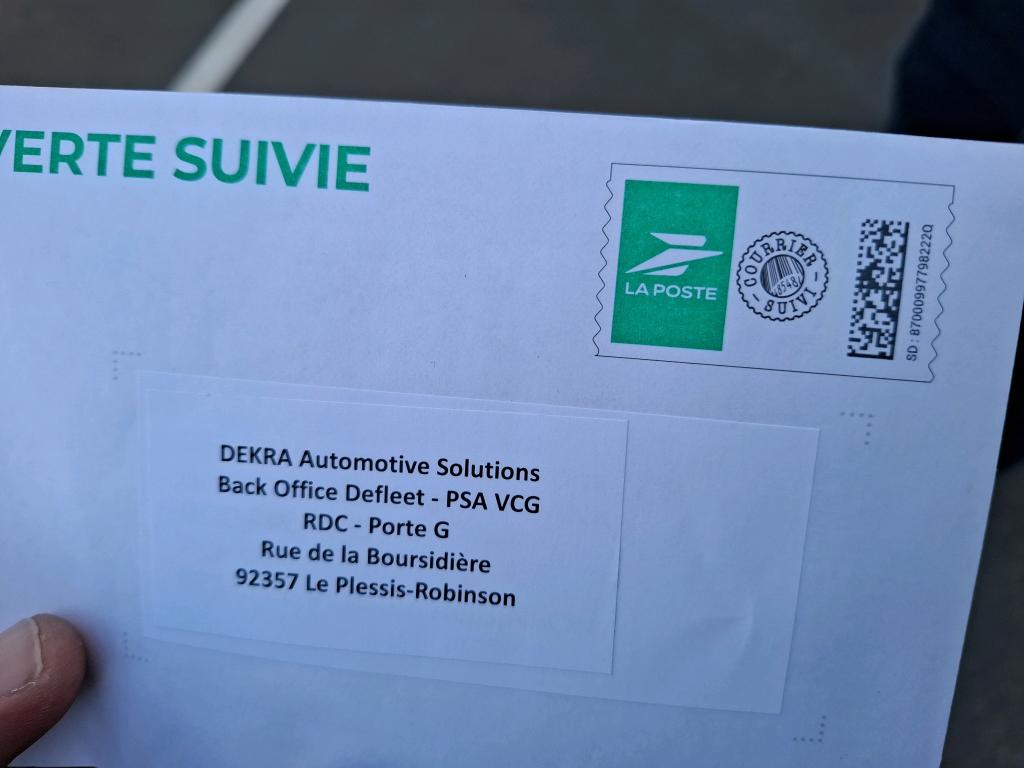 VERTE SUIVIE
LA POSTE
COURRIER
SUIVI
SD : 87000997798222Q
DEKRA Automotive Solutions
Back Office Defleet - PSA VCG
RDC - Porte G
Rue de la Boursidière
92357 Le Plessis-Robinson